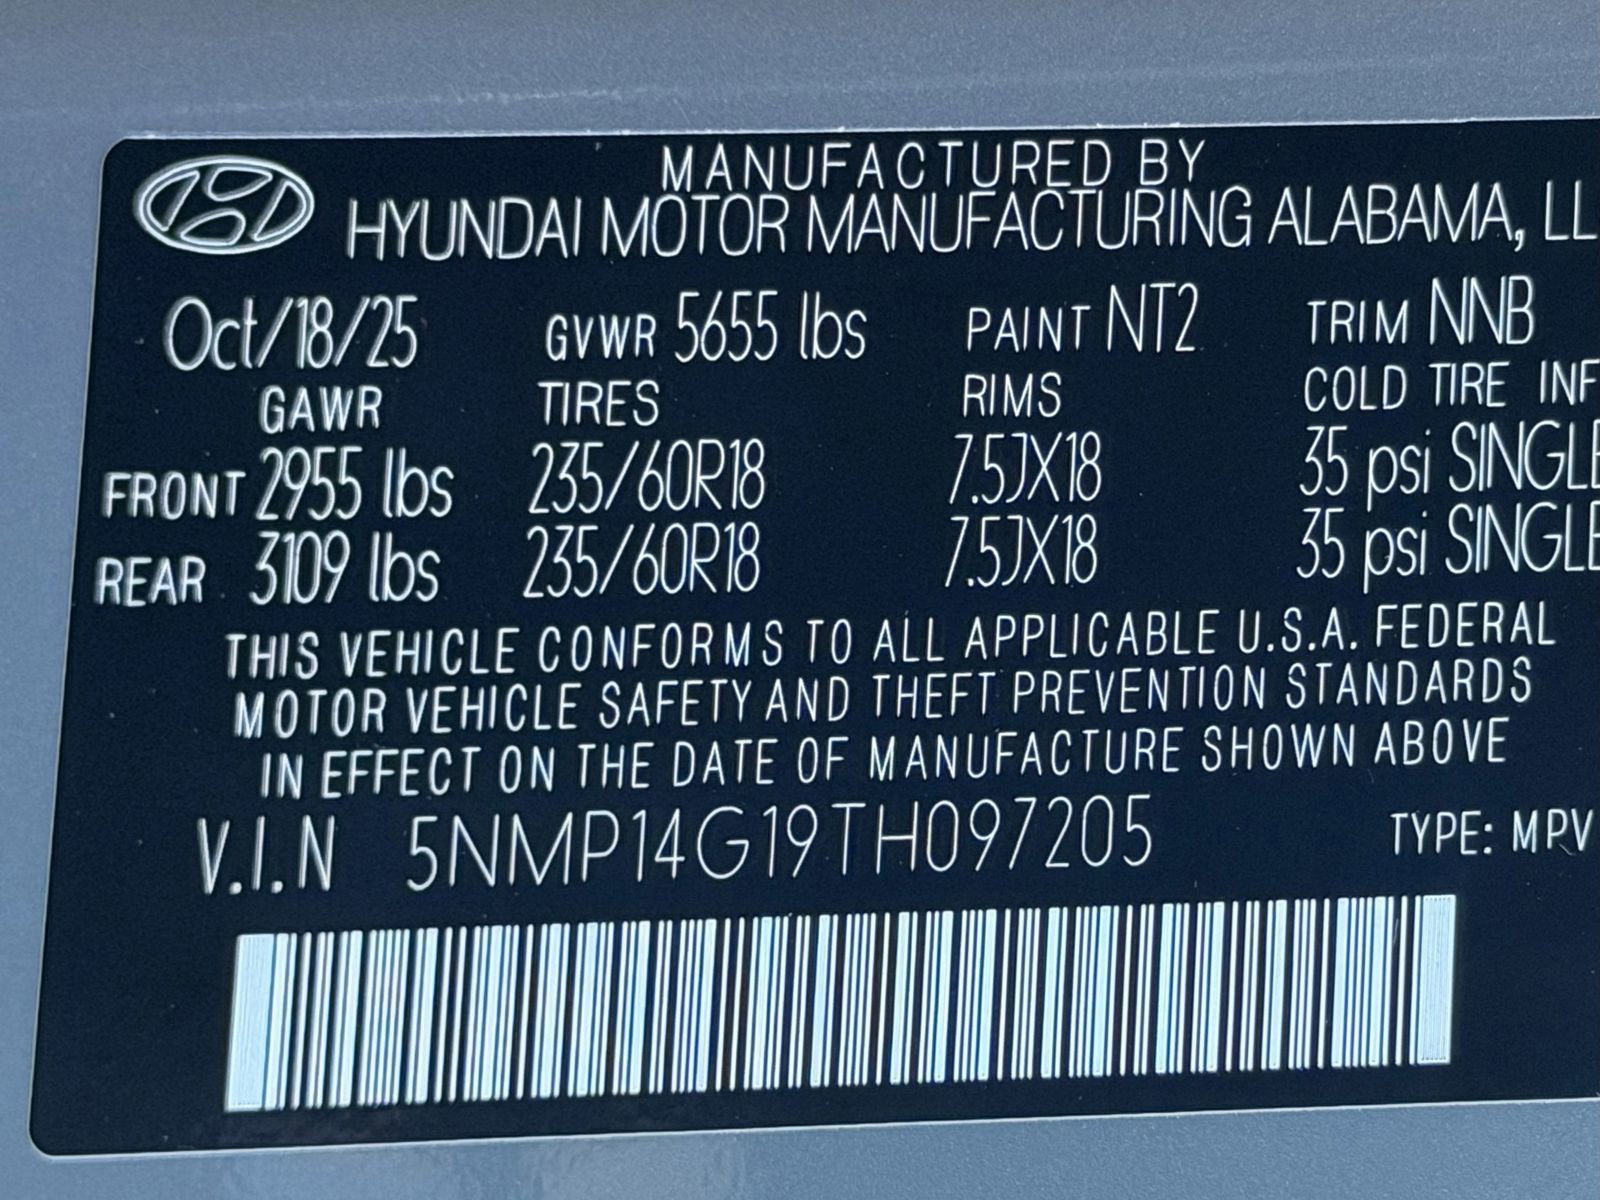 MANUFACTURED BY
HYUNDAI MOTOR MANUFACTURING ALABAMA, LL
Oct/18/25 GVWR 5655 lbs PAINT NT2 TRIM NNB
GAWR TIRES RIMS COLD TIRE INF
FRONT 2955 lbs 235/60R18 7.5JX18 35 psi SINGLE
REAR 3109 lbs 235/60R18 7.5JX18 35 psi SINGLE
THIS VEHICLE CONFORMS TO ALL APPLICABLE U.S.A. FEDERAL
MOTOR VEHICLE SAFETY AND THEFT PREVENTION STANDARDS
IN EFFECT ON THE DATE OF MANUFACTURE SHOWN ABOVE
V.I.N 5NMP14G19TH097205 TYPE: MPV